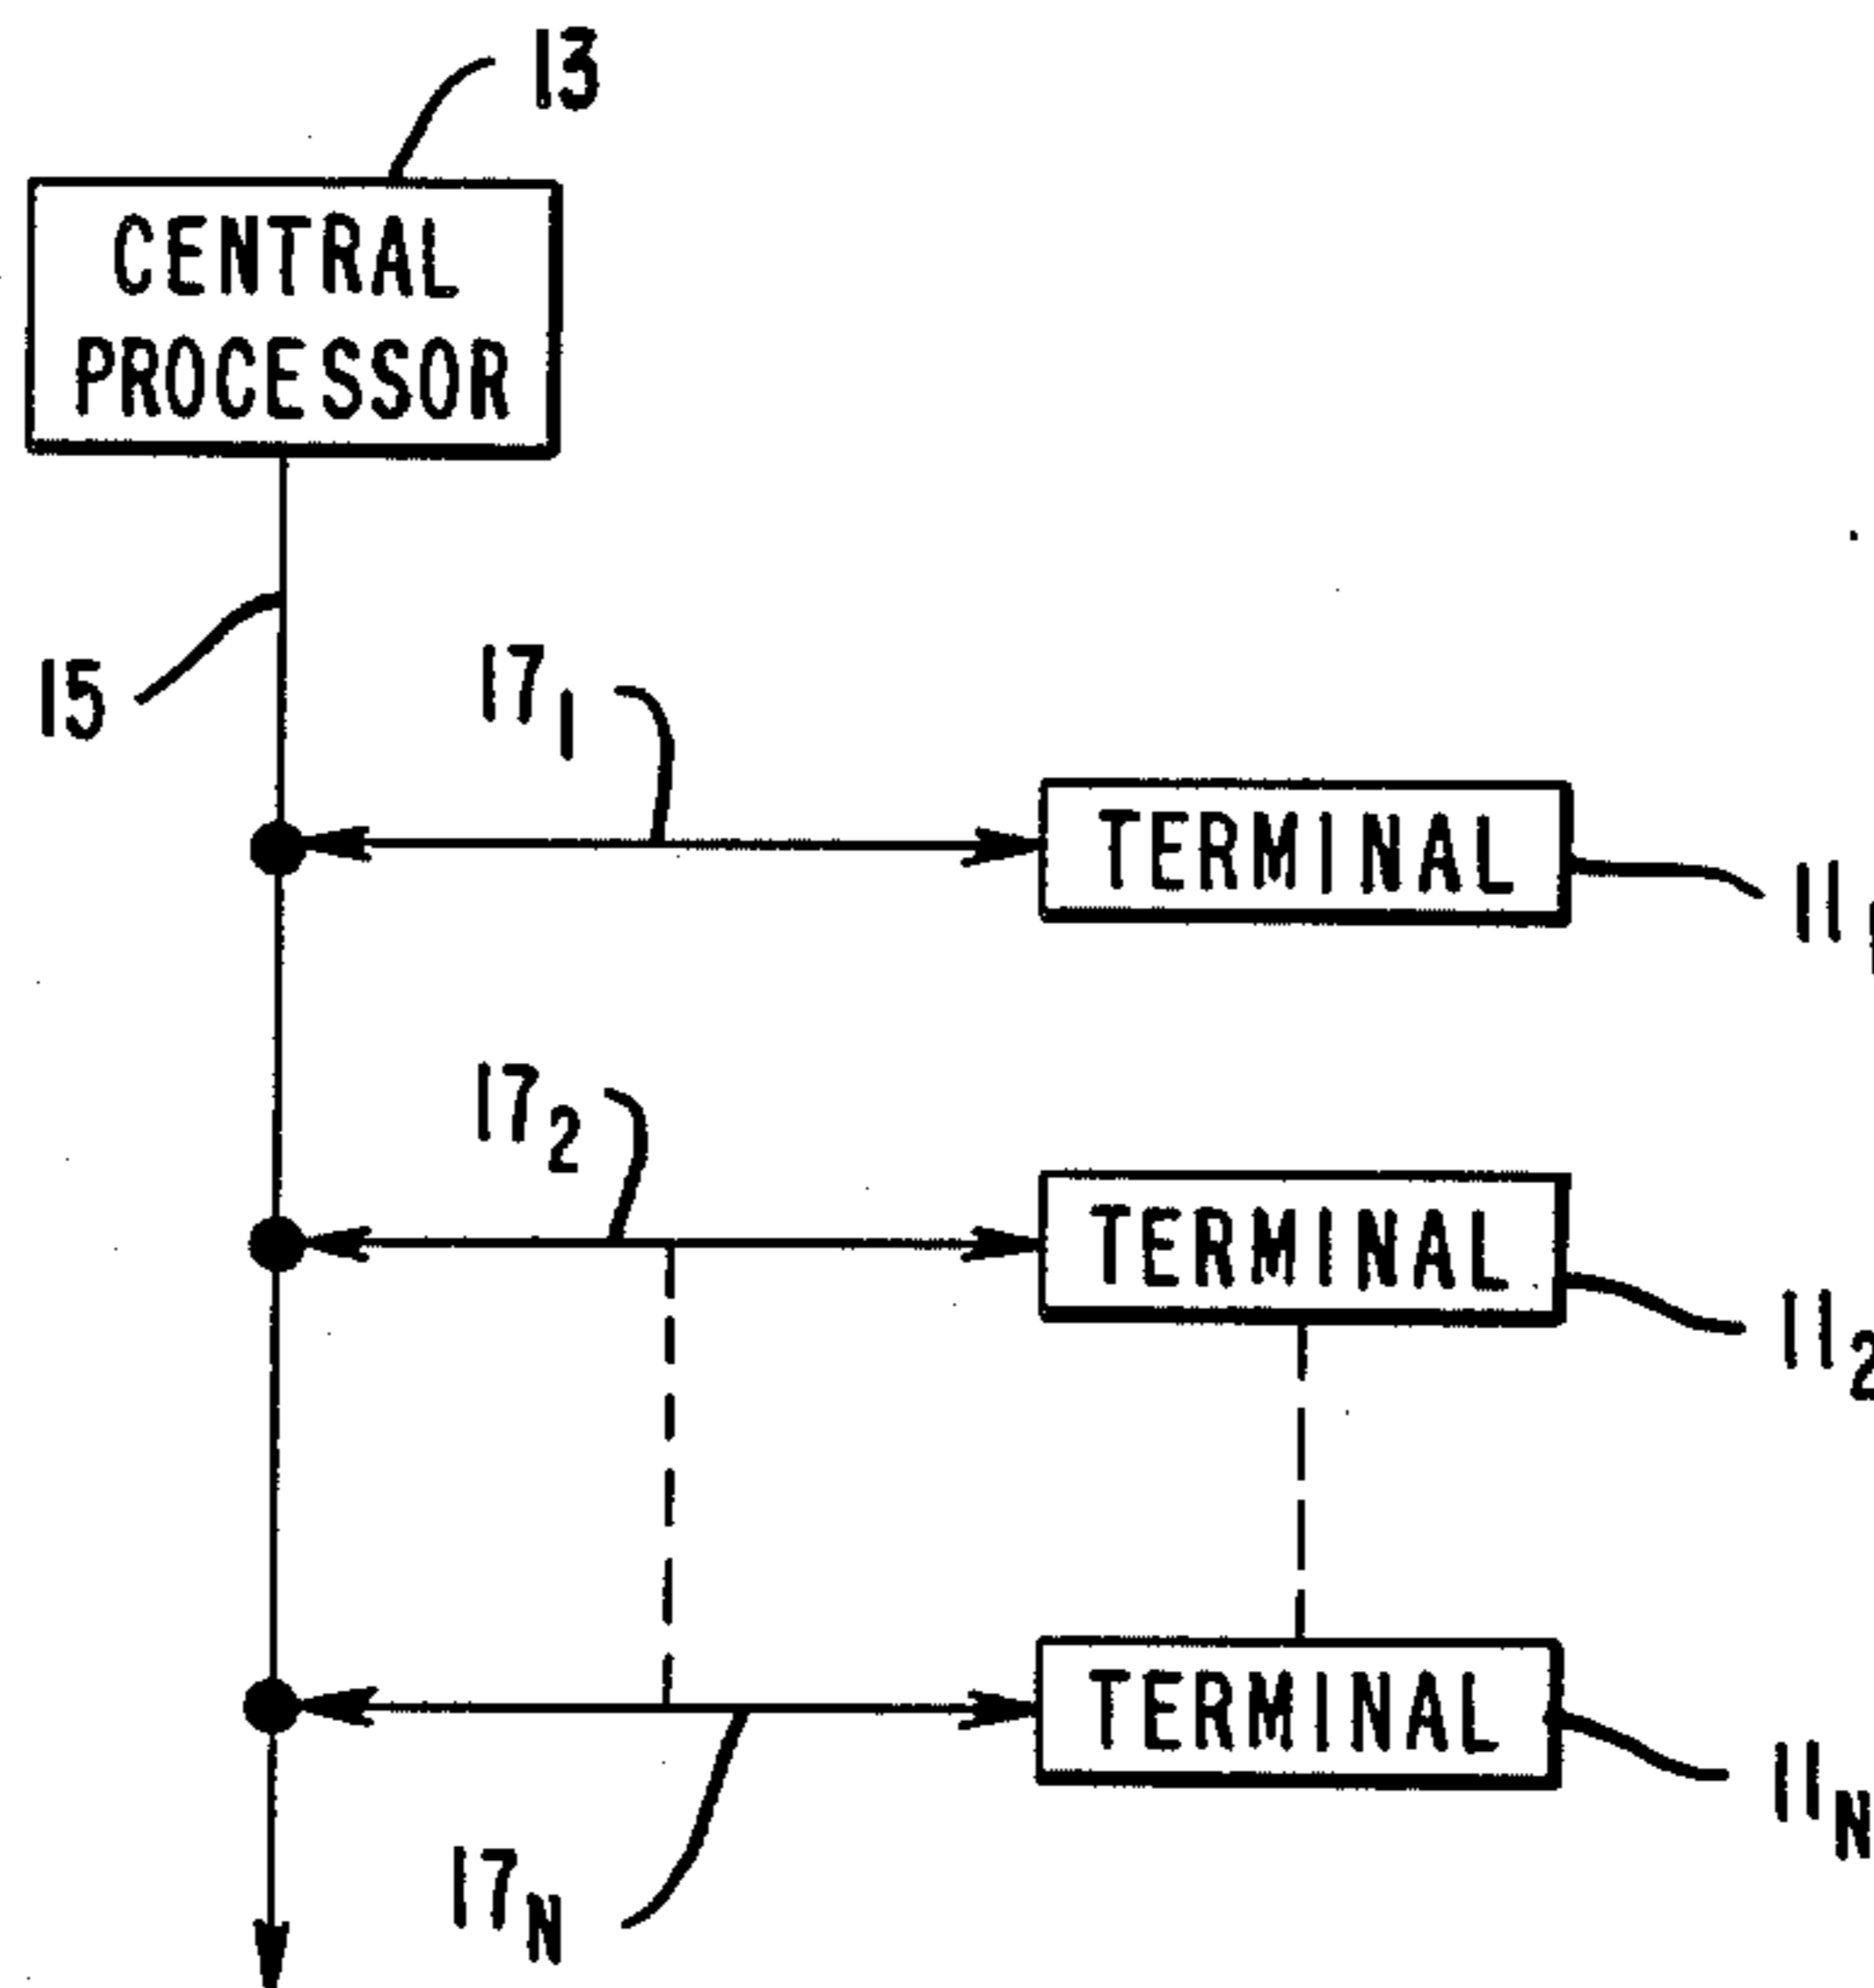 13
CENTRAL
PROCESSOR
15
17₁
TERMINAL
11₁
17₂
TERMINAL
11₂
TERMINAL
11N
17N